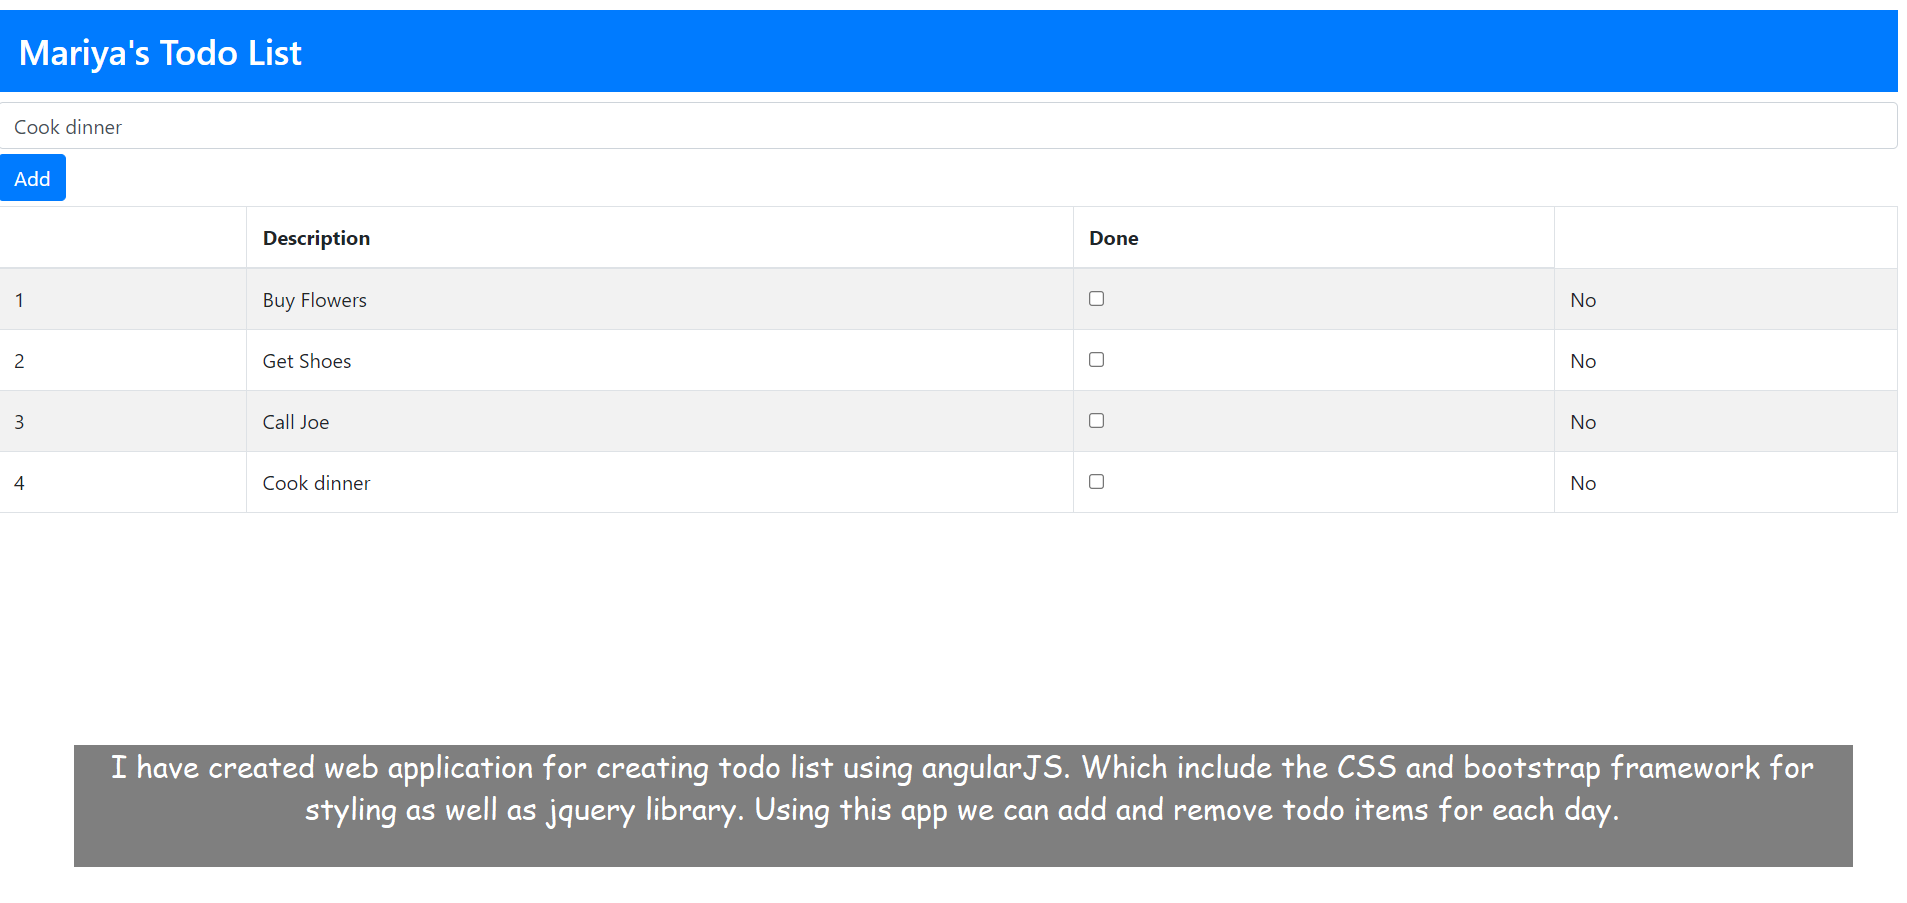 Mariya's Todo List
Cook dinner
Add
Description Done
1 Buy Flowers No
2 Get Shoes No
3 Call Joe No
4 Cook dinner No
I have created web application for creating todo list using angularJS. Which include the CSS and bootstrap framework for
styling as well as jquery library. Using this app we can add and remove todo items for each day.